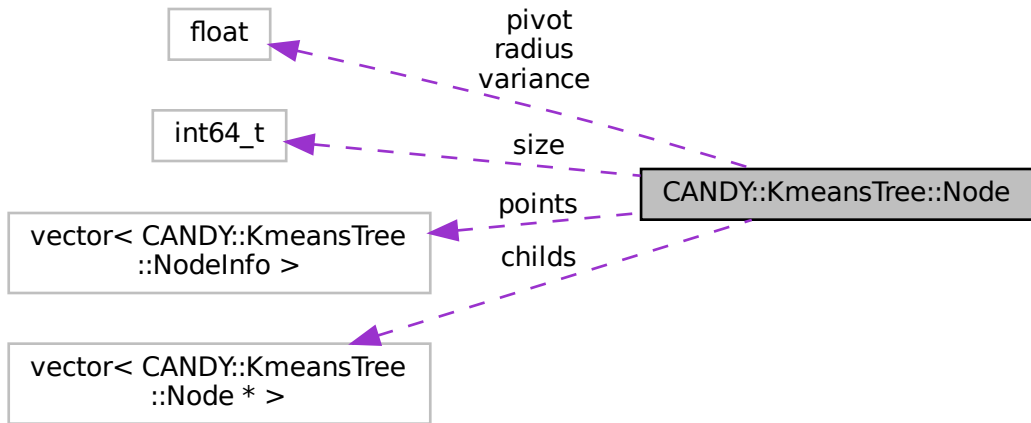 float
pivot
radius
variance
int64_t
size
CANDY::KmeansTree::Node
points
vector< CANDY::KmeansTree
::NodeInfo >
childs
vector< CANDY::KmeansTree
::Node * >